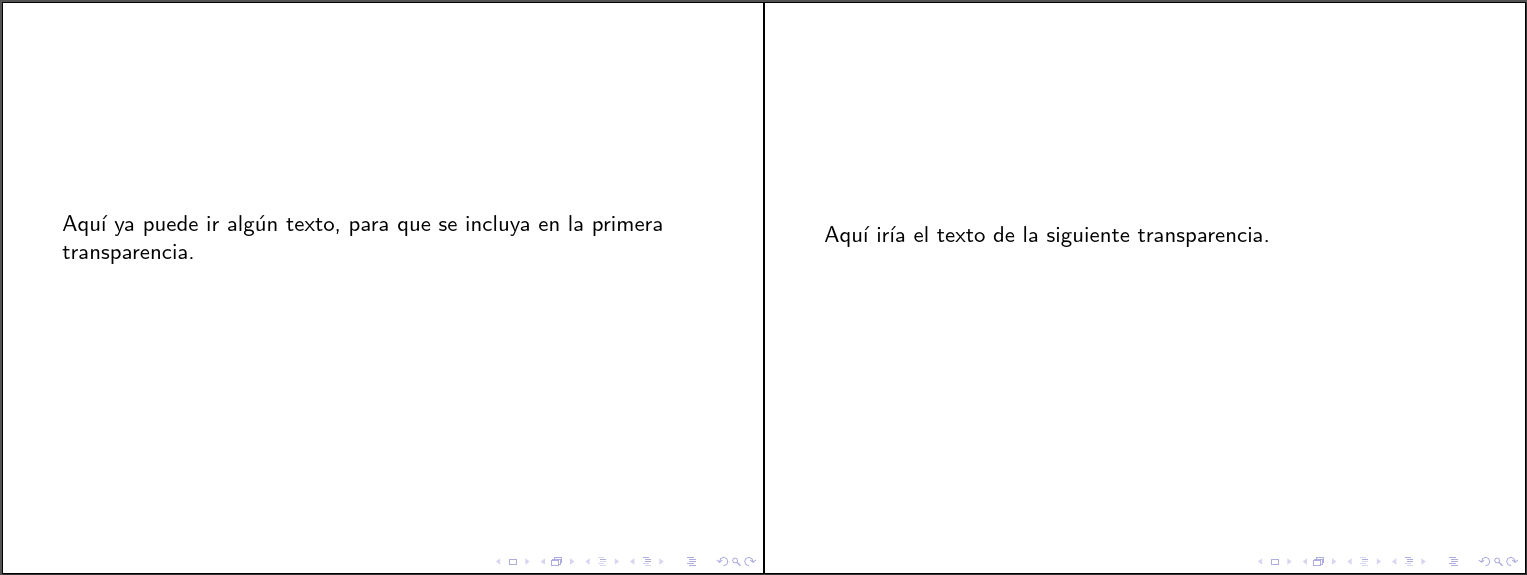 Aquí ya puede ir algún texto, para que se incluya en la primera
transparencia.
Aquí iría el texto de la siguiente transparencia.